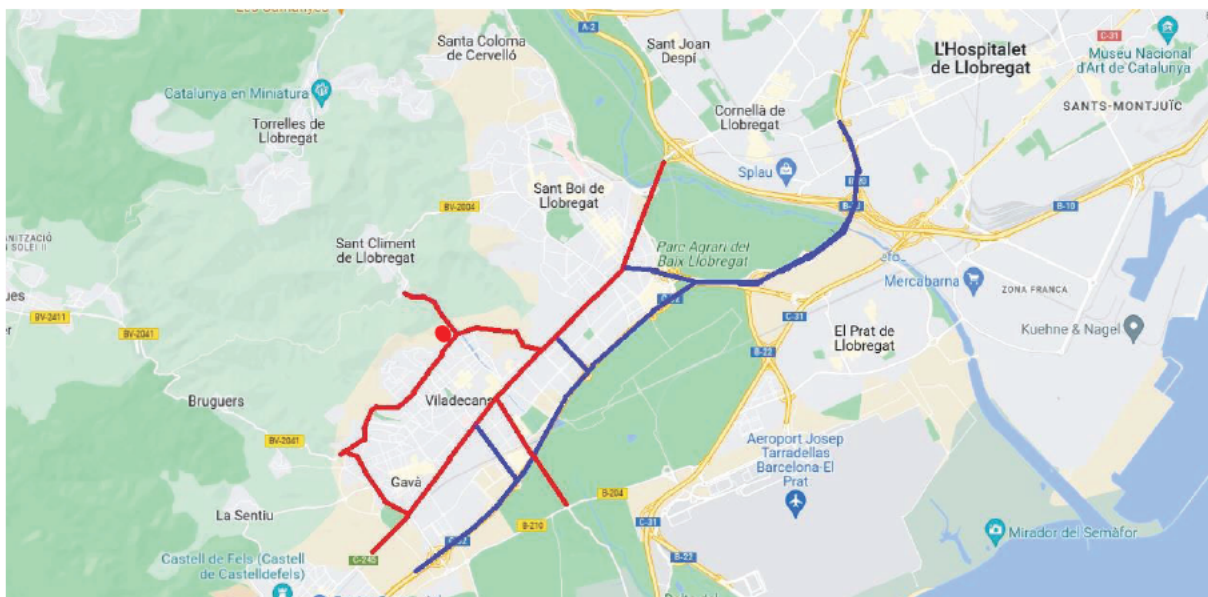 Santa Coloma
de Cervelló
A-2
Sant Joan
Despí
L'Hospitalet
de Llobregat
C-31
Museu Nacional
d'Art de Catalunya
Catalunya en Miniatura
Torrelles de
Llobregat
Cornellà de
Llobregat
SANTS-MONTJUÏC
Splau
B-20
Sant Boi de
Llobregat
BV-2004
B-10
Sant Climent
de Llobregat
Parc Agrari del
Baix Llobregat
Mercabarna
ZONA FRANCA
BV-2411
BV-2041
C-31
El Prat de
Llobregat
Kuehne & Nagel
B-22
Bruguers
Viladecans
BV-2041
Aeroport Josep
Tarradellas
Barcelona-El
Prat
Gavà
B-204
La Sentiu
B-210
C-31
Mirador del Semàfor
C-245
Castell de Fels (Castell
de Castelldefels)
B-22